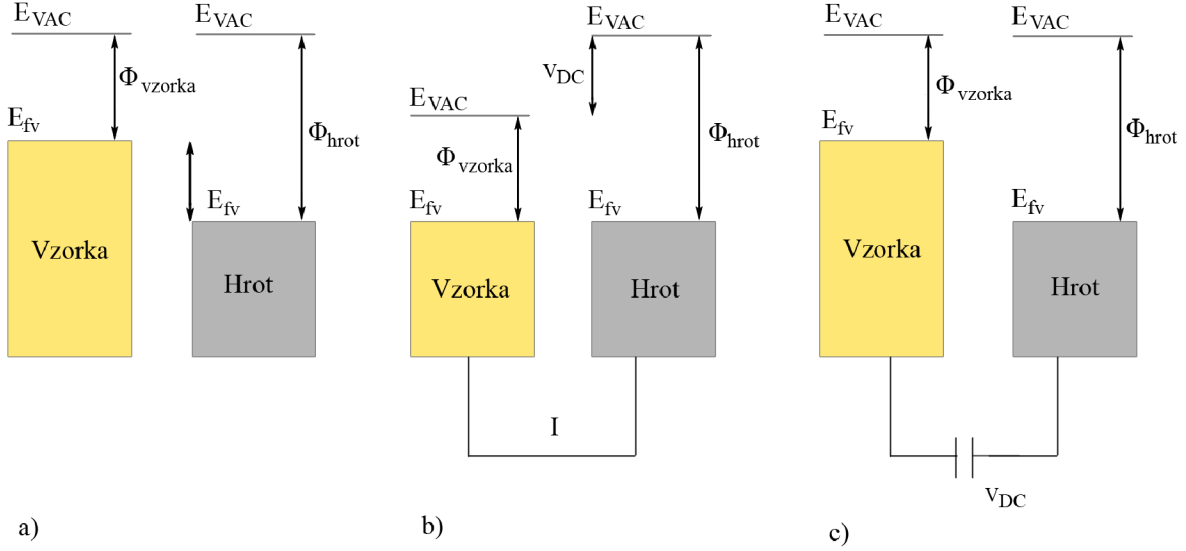 E_VAC
E_VAC
Φ_vzorka
E_fv
Φ_hrot
E_fv
Vzorka
Hrot
a)
E_VAC
V_DC
E_VAC
Φ_vzorka
Φ_hrot
E_fv
E_fv
Vzorka
Hrot
I
b)
E_VAC
E_VAC
Φ_vzorka
E_fv
Φ_hrot
E_fv
Vzorka
Hrot
V_DC
c)